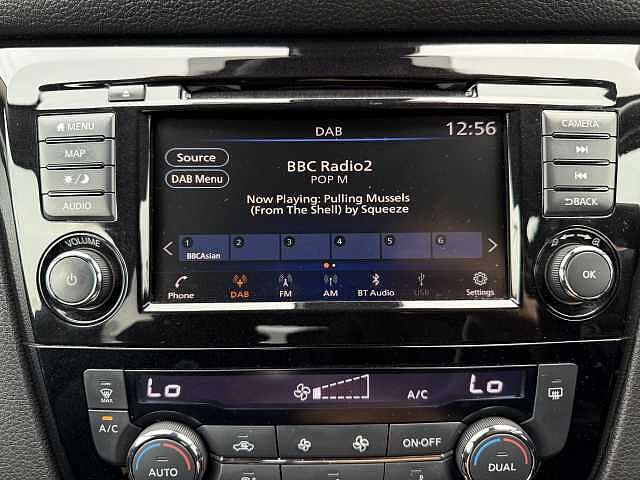 MENU
MAP
AUDIO
VOLUME
DAB
12:56
Source
DAB Menu
BBC Radio2
POP M
Now Playing: Pulling Mussels
(From The Shell) by Squeeze
1 2 3 4 5 6
BBCAsian
Phone DAB FM AM BT Audio USB Settings
CAMERA
BACK
OK
MAX
A/C
Lo A/C Lo
AUTO
ON·OFF
DUAL